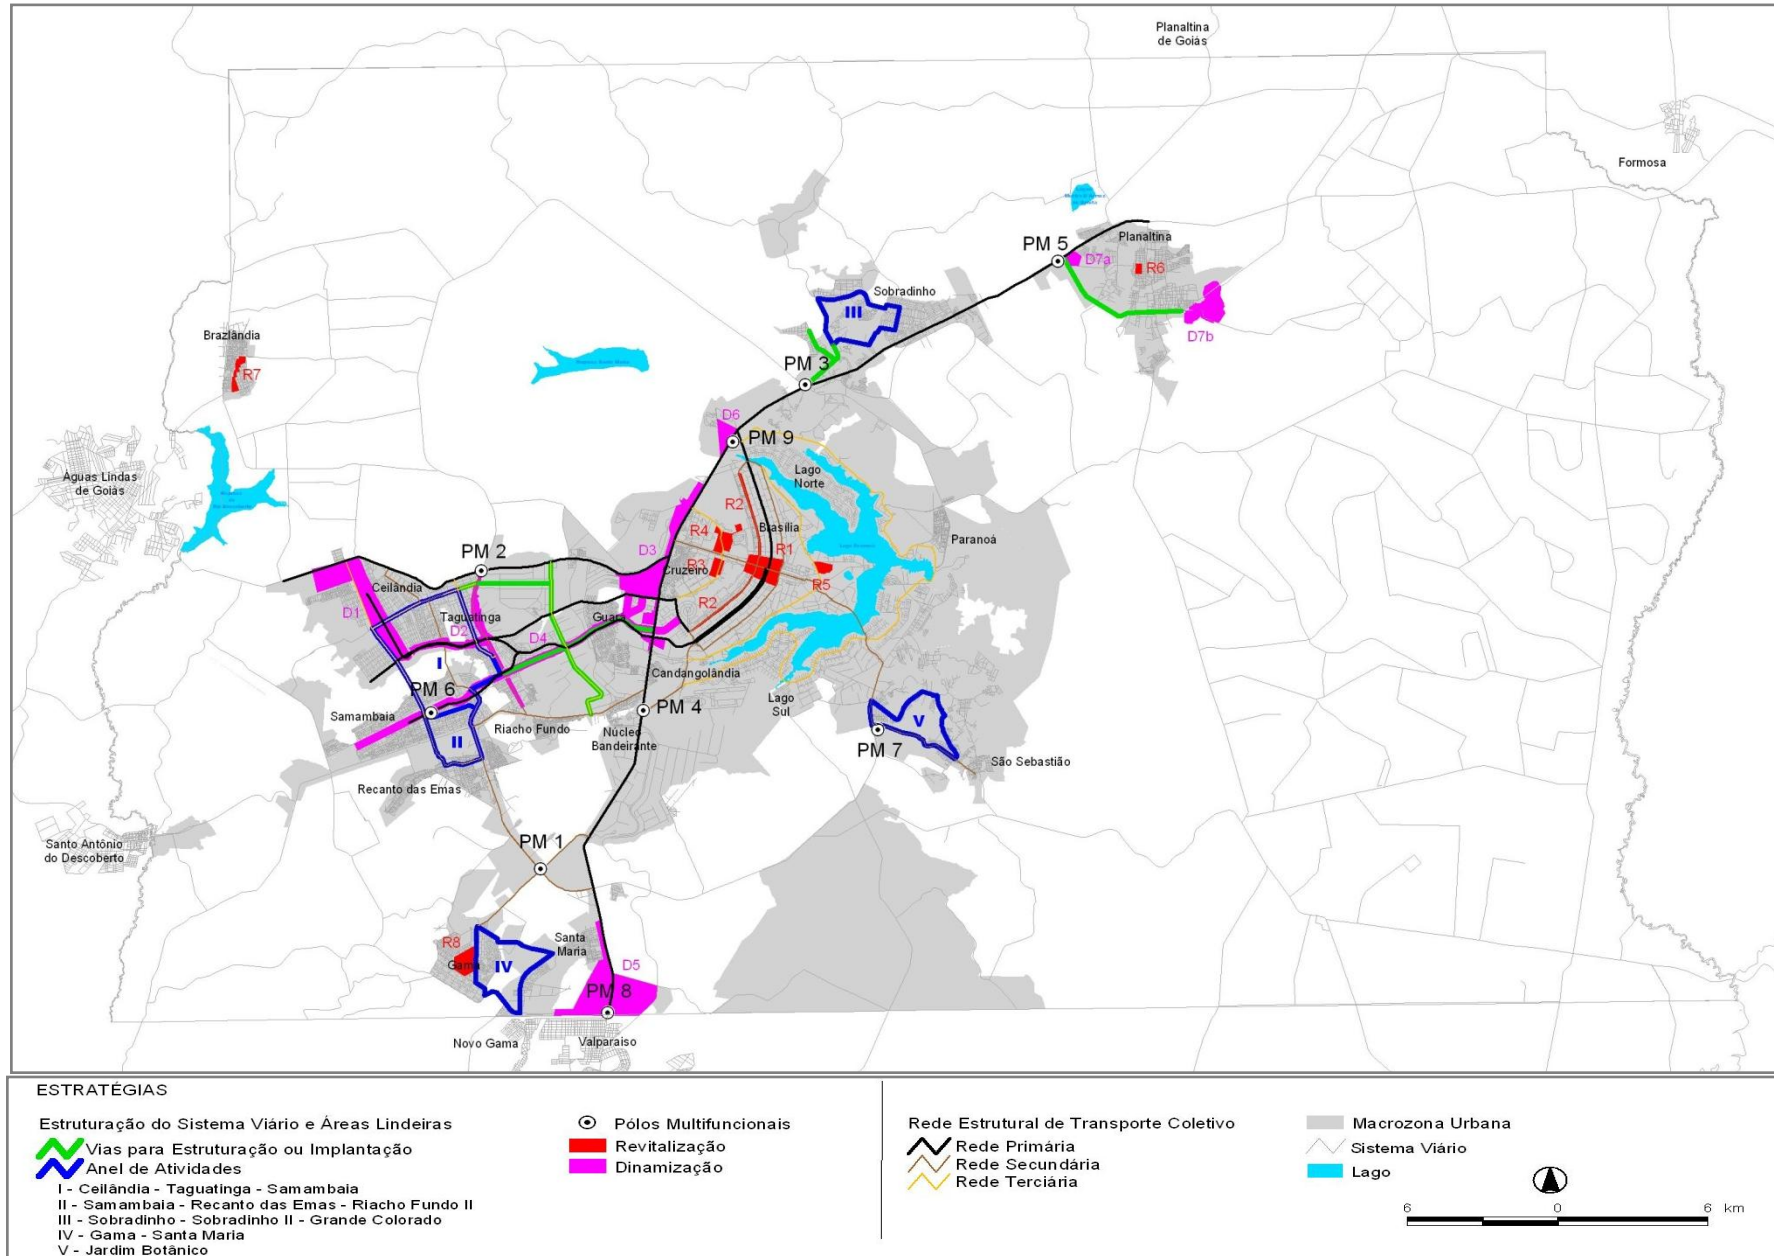 Planaltina
de Goiás
Formosa
Planaltina
PM 5
D7a
R6
D7b
Sobradinho
III
Brazlândia
R7
PM 3
D6
PM 9
Águas Lindas
de Goiás
Lago
Norte
R2
R4
Brasília
Paranoá
PM 2
D3
R1
Cruzeiro
R3
R5
Ceilândia
D1
Taguatinga
D2
D4
Guará
R2
I
Candangolândia
PM 6
Lago
Sul
Samambaia
II
Riacho Fundo
PM 4
Núcleo
Bandeirante
V
PM 7
São Sebastião
Recanto das Emas
Santo Antônio
do Descoberto
PM 1
R8
Gama
IV
Santa
Maria
D5
PM 8
Novo Gama
Valparaiso
ESTRATÉGIAS
Estruturação do Sistema Viário e Áreas Lindeiras
Vias para Estruturação ou Implantação
Anel de Atividades
I - Ceilândia - Taguatinga - Samambaia
II - Samambaia - Recanto das Emas - Riacho Fundo II
III - Sobradinho - Sobradinho II - Grande Colorado
IV - Gama - Santa Maria
V - Jardim Botânico
Pólos Multifuncionais
Revitalização
Dinamização
Rede Estrutural de Transporte Coletivo
Rede Primária
Rede Secundária
Rede Terciária
Macrozona Urbana
Sistema Viário
Lago
6 0 6 km